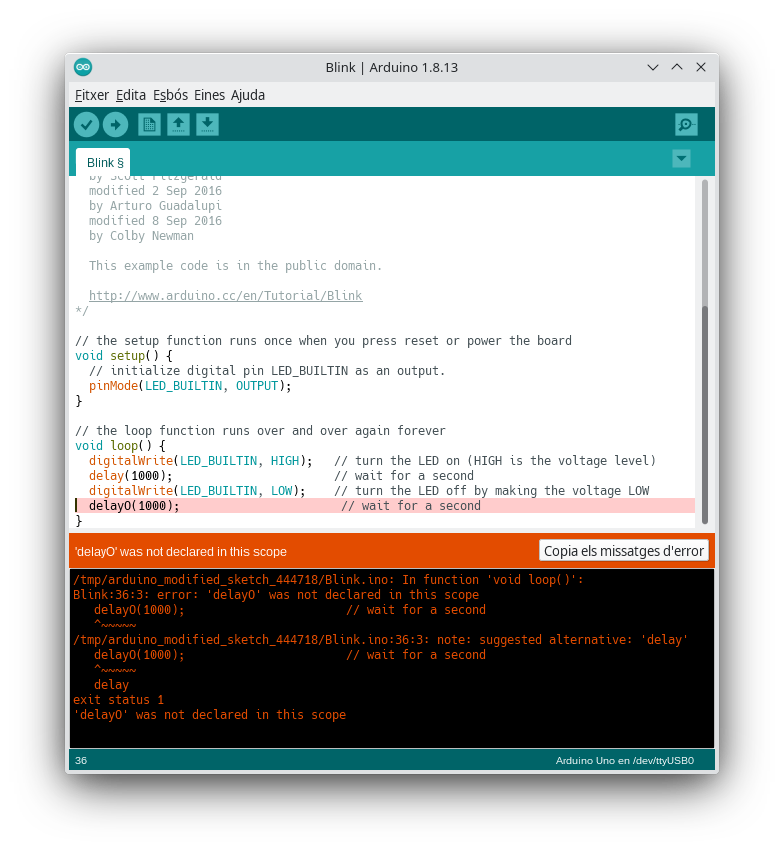 Blink | Arduino 1.8.13
Fitxer Edita Esbós Eines Ajuda
Blink §
by Scott Fitzgerald
modified 2 Sep 2016
by Arturo Guadalupi
modified 8 Sep 2016
by Colby Newman
This example code is in the public domain.
http://www.arduino.cc/en/Tutorial/Blink
*/
// the setup function runs once when you press reset or power the board
void setup() {
// initialize digital pin LED_BUILTIN as an output.
pinMode(LED_BUILTIN, OUTPUT);
}
// the loop function runs over and over again forever
void loop() {
digitalWrite(LED_BUILTIN, HIGH); // turn the LED on (HIGH is the voltage level)
delay(1000); // wait for a second
digitalWrite(LED_BUILTIN, LOW); // turn the LED off by making the voltage LOW
delayO(1000); // wait for a second
}
'delayO' was not declared in this scope
Copia els missatges d'error
/tmp/arduino_modified_sketch_444718/Blink.ino: In function 'void loop()':
Blink:36:3: error: 'delayO' was not declared in this scope
delayO(1000); // wait for a second
^~~~~~
/tmp/arduino_modified_sketch_444718/Blink.ino:36:3: note: suggested alternative: 'delay'
delayO(1000); // wait for a second
^~~~~~
delay
exit status 1
'delayO' was not declared in this scope
36
Arduino Uno en /dev/ttyUSB0